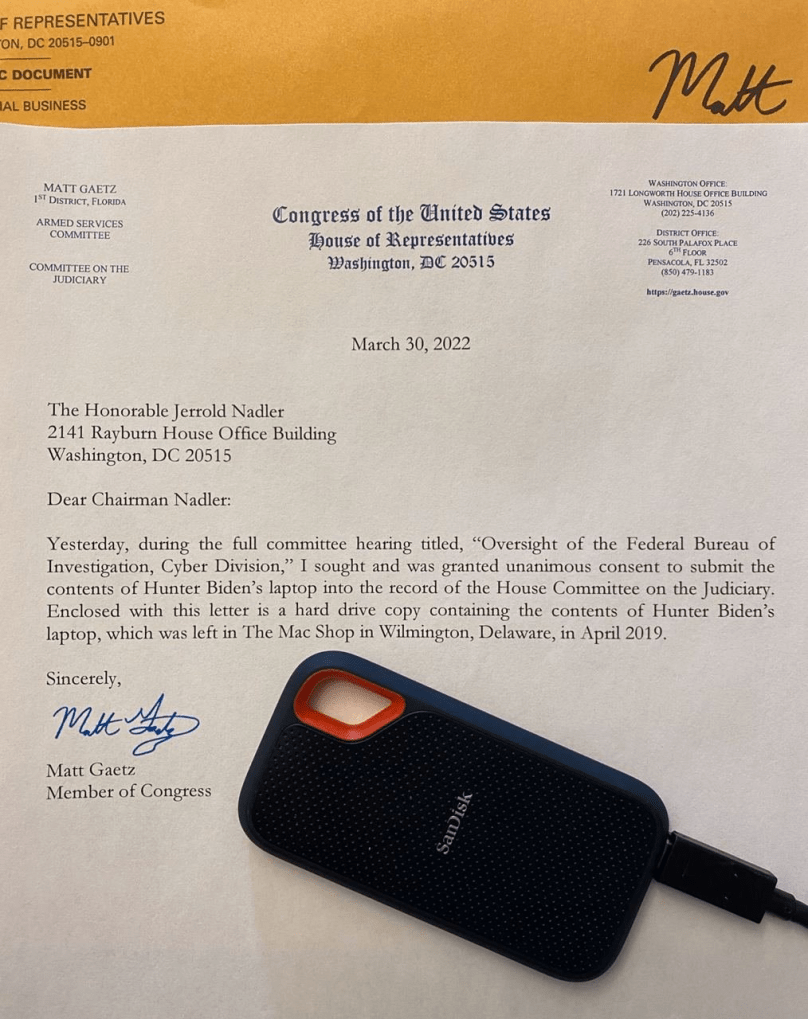 F REPRESENTATIVES
ON, DC 20515–0901
C DOCUMENT
IAL BUSINESS
Matt
MATT GAETZ
1ST DISTRICT, FLORIDA
ARMED SERVICES
COMMITTEE
COMMITTEE ON THE
JUDICIARY
Congress of the United States
House of Representatives
Washington, DC 20515
WASHINGTON OFFICE:
1721 LONGWORTH HOUSE OFFICE BUILDING
WASHINGTON, DC 20515
(202) 225-4136
DISTRICT OFFICE:
226 SOUTH PALAFOX PLACE
6TH FLOOR
PENSACOLA, FL 32502
(850) 479-1183
https://gaetz.house.gov
March 30, 2022
The Honorable Jerrold Nadler
2141 Rayburn House Office Building
Washington, DC 20515
Dear Chairman Nadler:
Yesterday, during the full committee hearing titled, “Oversight of the Federal Bureau of
Investigation, Cyber Division,” I sought and was granted unanimous consent to submit the
contents of Hunter Biden’s laptop into the record of the House Committee on the Judiciary.
Enclosed with this letter is a hard drive copy containing the contents of Hunter Biden’s
laptop, which was left in The Mac Shop in Wilmington, Delaware, in April 2019.
Sincerely,
Matt Gaetz
Matt Gaetz
Member of Congress
SanDisk